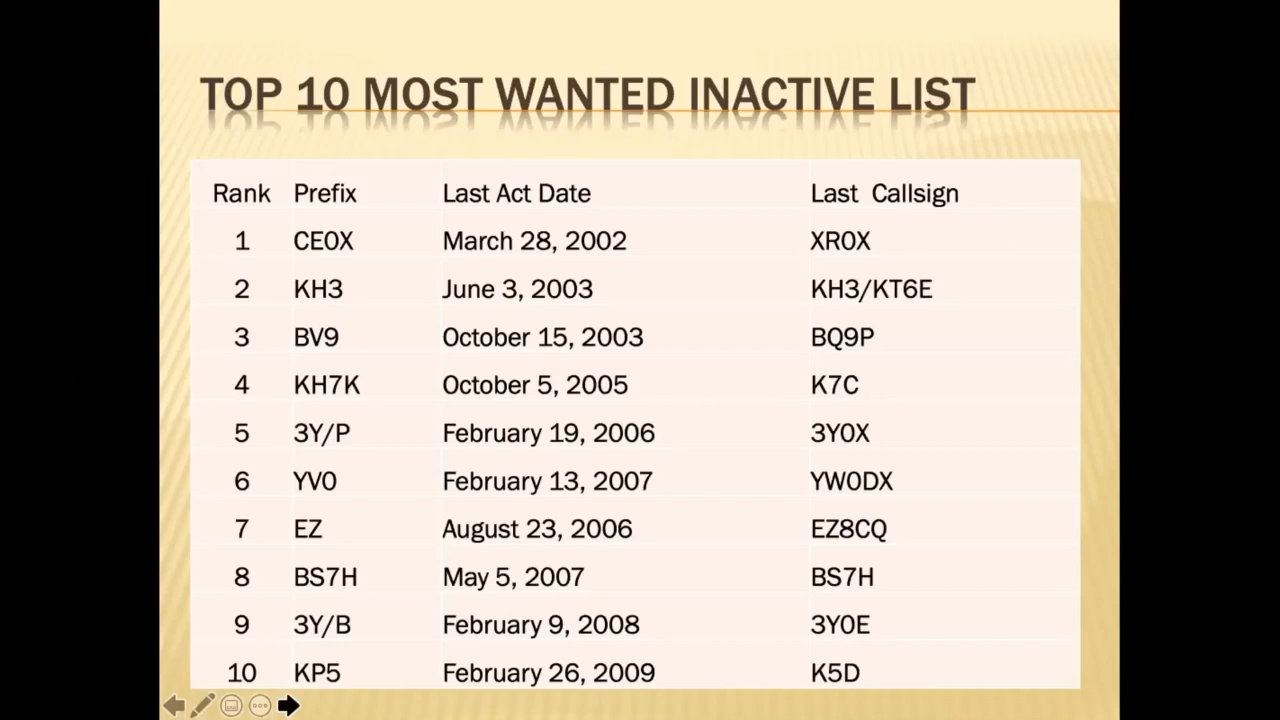 TOP 10 MOST WANTED INACTIVE LIST
Rank Prefix Last Act Date Last Callsign
1 CE0X March 28, 2002 XR0X
2 KH3 June 3, 2003 KH3/KT6E
3 BV9 October 15, 2003 BQ9P
4 KH7K October 5, 2005 K7C
5 3Y/P February 19, 2006 3Y0X
6 YV0 February 13, 2007 YW0DX
7 EZ August 23, 2006 EZ8CQ
8 BS7H May 5, 2007 BS7H
9 3Y/B February 9, 2008 3Y0E
10 KP5 February 26, 2009 K5D